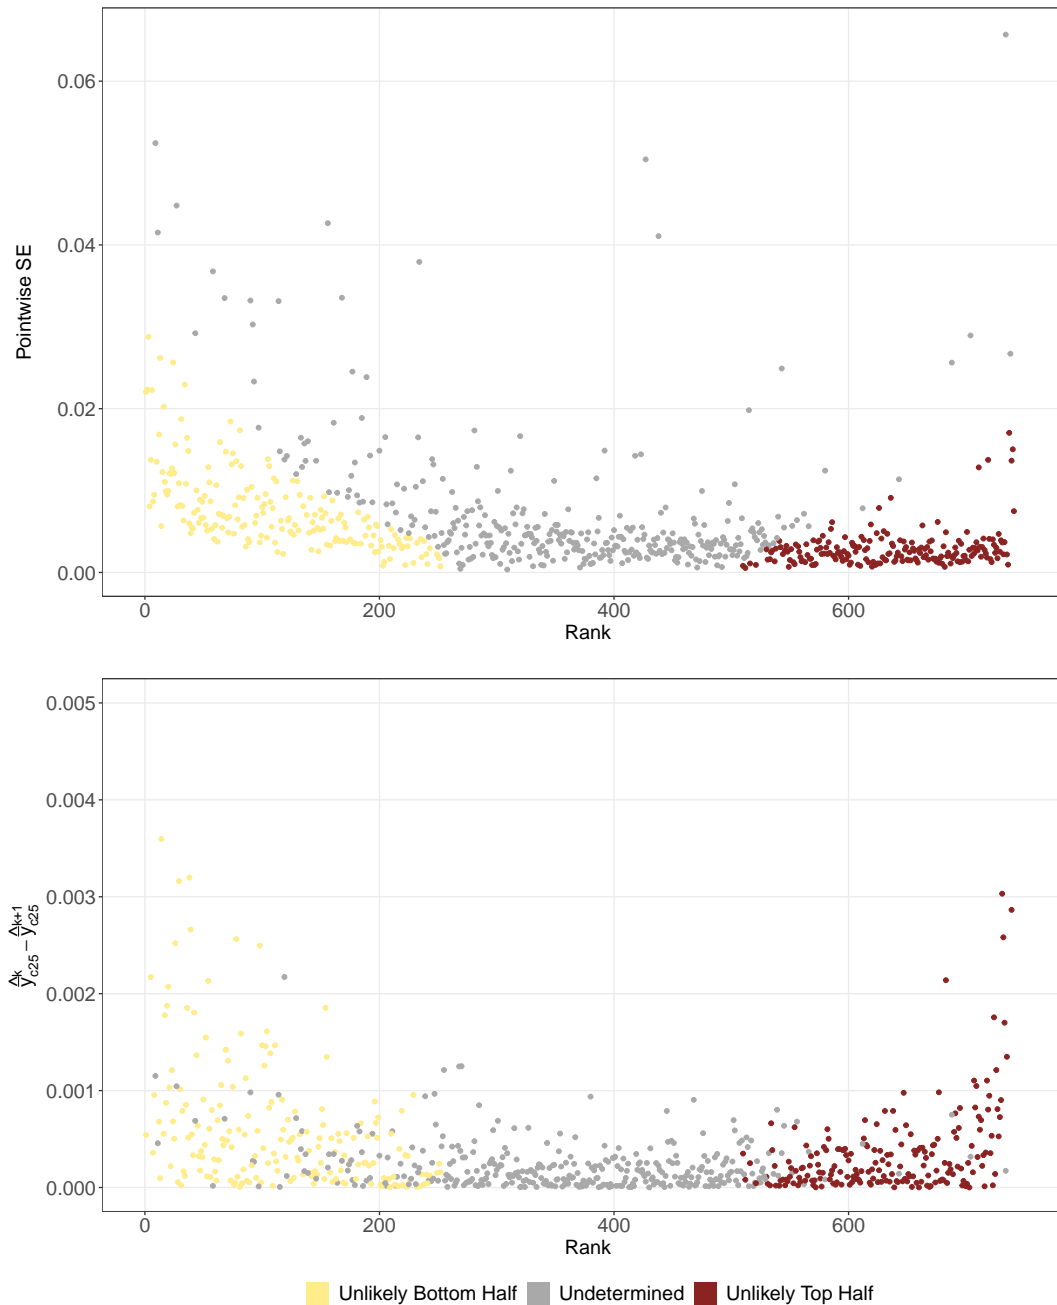 0.06
0.04
0.02
0.00
Pointwise SE
0 200 400 600
Rank
0.005
0.004
0.003
0.002
0.001
0.000
ŷ^k_c25 − ŷ^k+1_c25
0 200 400 600
Rank
Unlikely Bottom Half Undetermined Unlikely Top Half